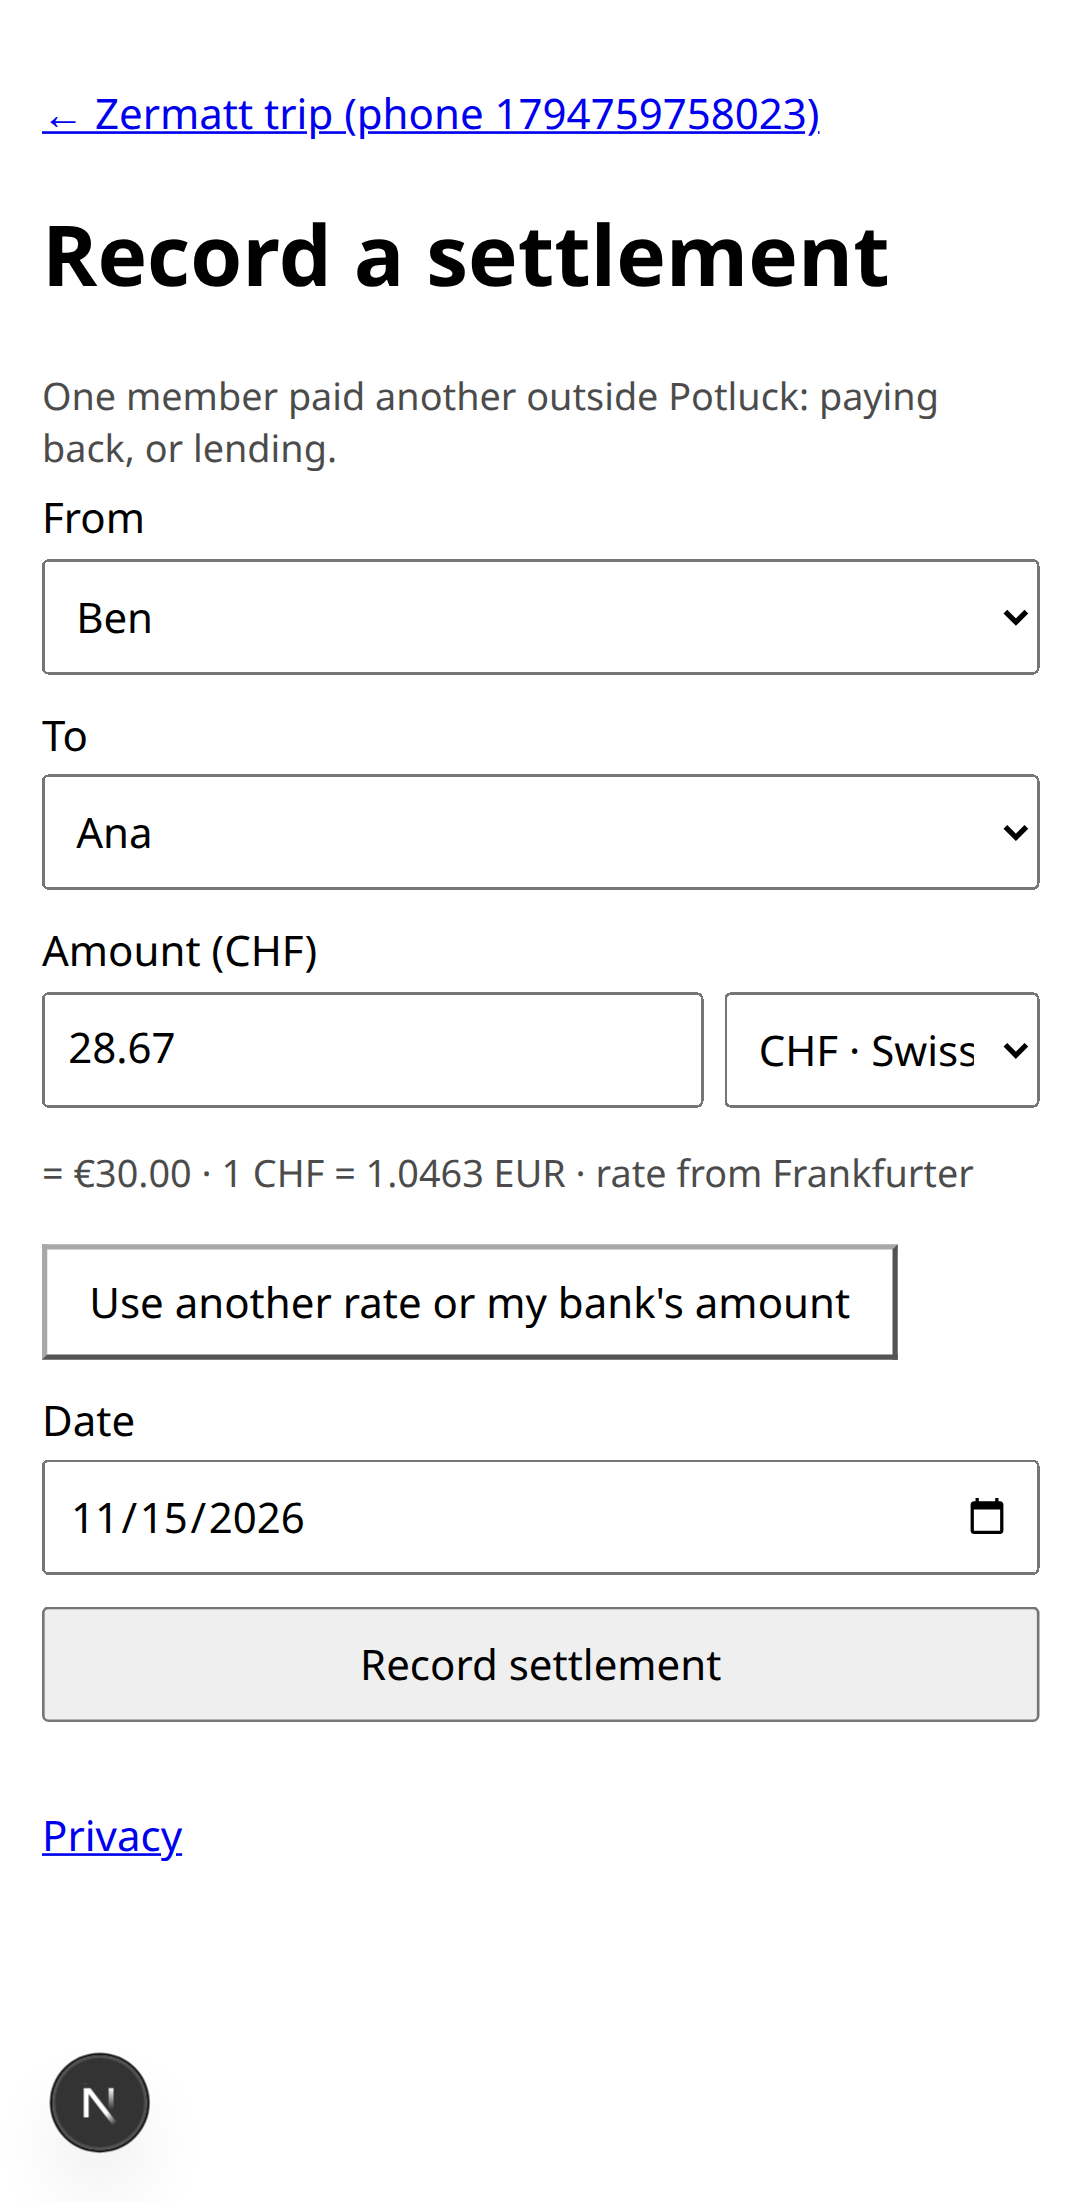 ← Zermatt trip (phone 1794759758023)
Record a settlement
One member paid another outside Potluck: paying
back, or lending.
From
Ben
To
Ana
Amount (CHF)
28.67
CHF · Swiss
= €30.00 · 1 CHF = 1.0463 EUR · rate from Frankfurter
Use another rate or my bank's amount
Date
11/15/2026
Record settlement
Privacy
N